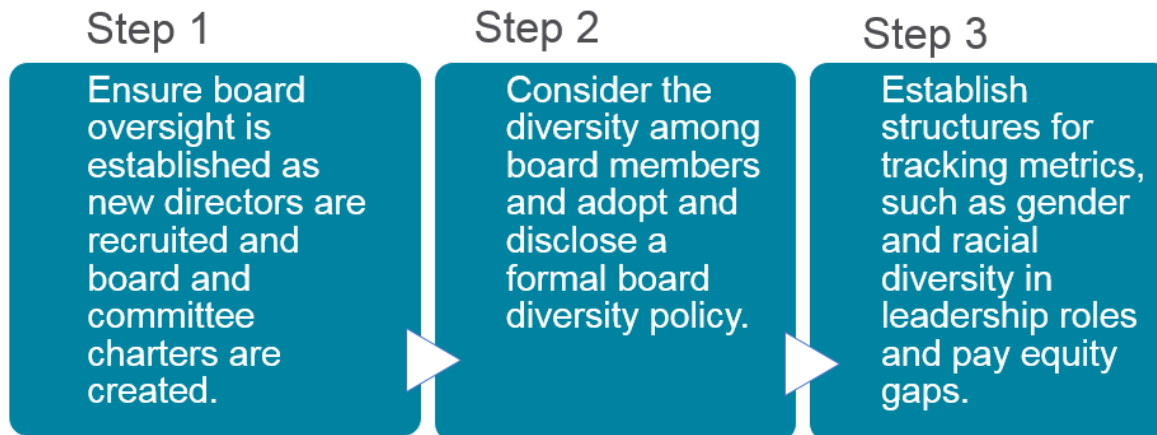 Step 1
Ensure board
oversight is
established as
new directors are
recruited and
board and
committee
charters are
created.
Step 2
Consider the
diversity among
board members
and adopt and
disclose a
formal board
diversity policy.
Step 3
Establish
structures for
tracking metrics,
such as gender
and racial
diversity in
leadership roles
and pay equity
gaps.